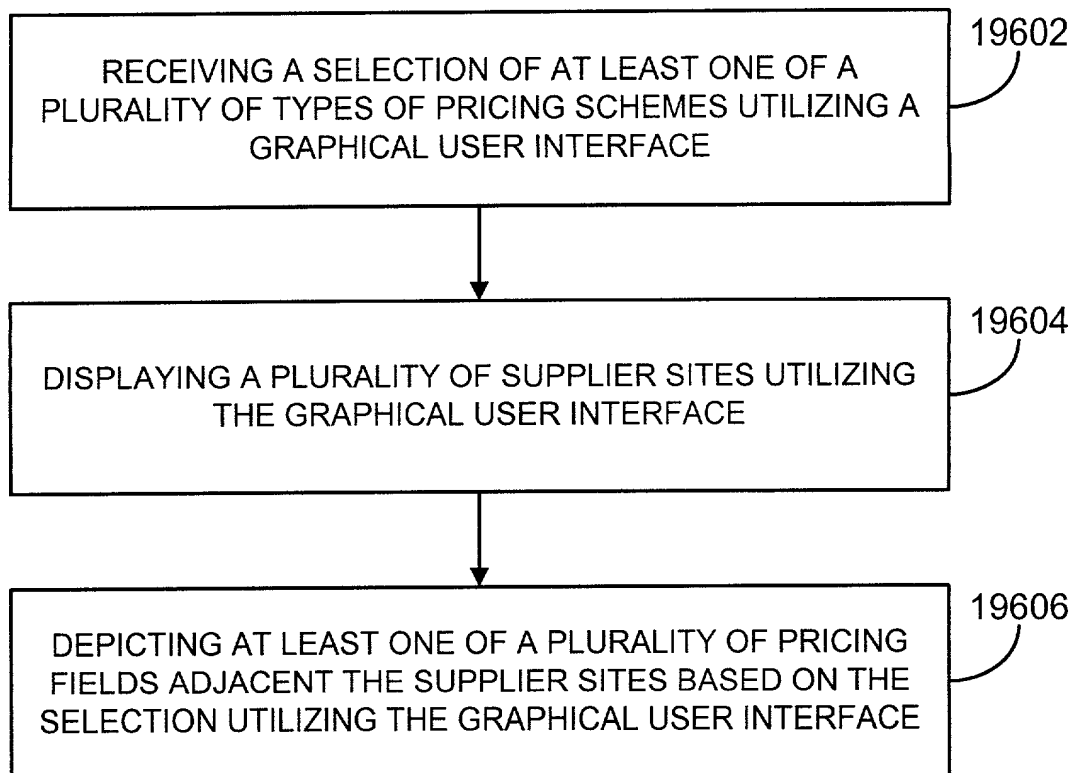 19602
RECEIVING A SELECTION OF AT LEAST ONE OF A
PLURALITY OF TYPES OF PRICING SCHEMES UTILIZING A
GRAPHICAL USER INTERFACE
19604
DISPLAYING A PLURALITY OF SUPPLIER SITES UTILIZING
THE GRAPHICAL USER INTERFACE
19606
DEPICTING AT LEAST ONE OF A PLURALITY OF PRICING
FIELDS ADJACENT THE SUPPLIER SITES BASED ON THE
SELECTION UTILIZING THE GRAPHICAL USER INTERFACE